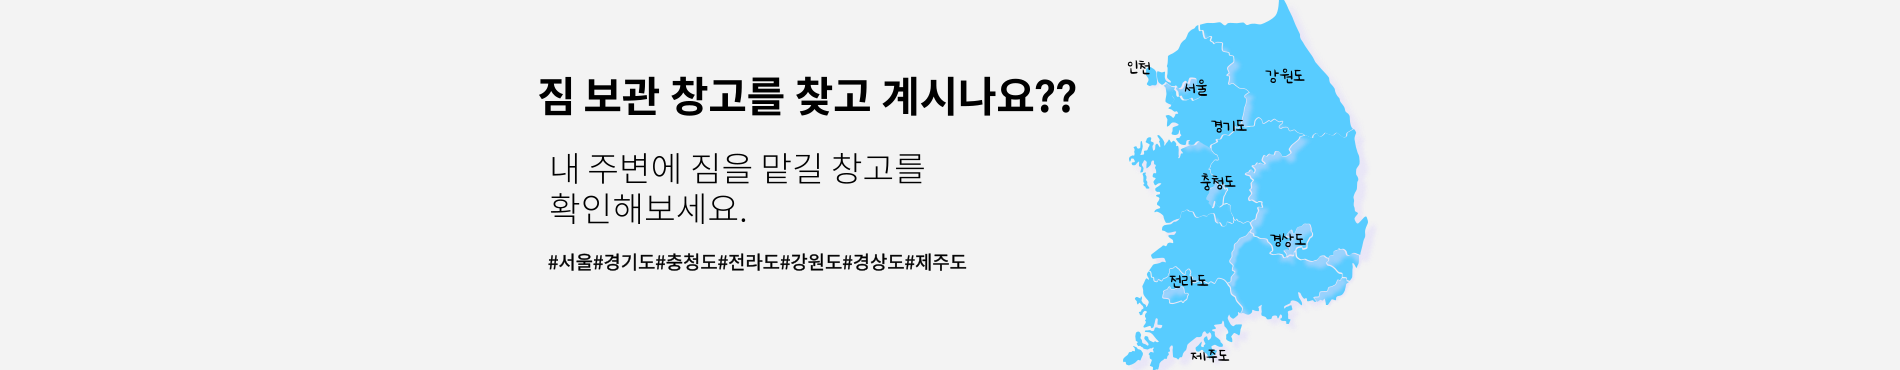 짐 보관 창고를 찾고 계시나요??
내 주변에 짐을 맡길 창고를
확인해보세요.
#서울#경기도#충청도#전라도#강원도#경상도#제주도
인천
강원도
서울
경기도
충청도
경상도
전라도
제주도